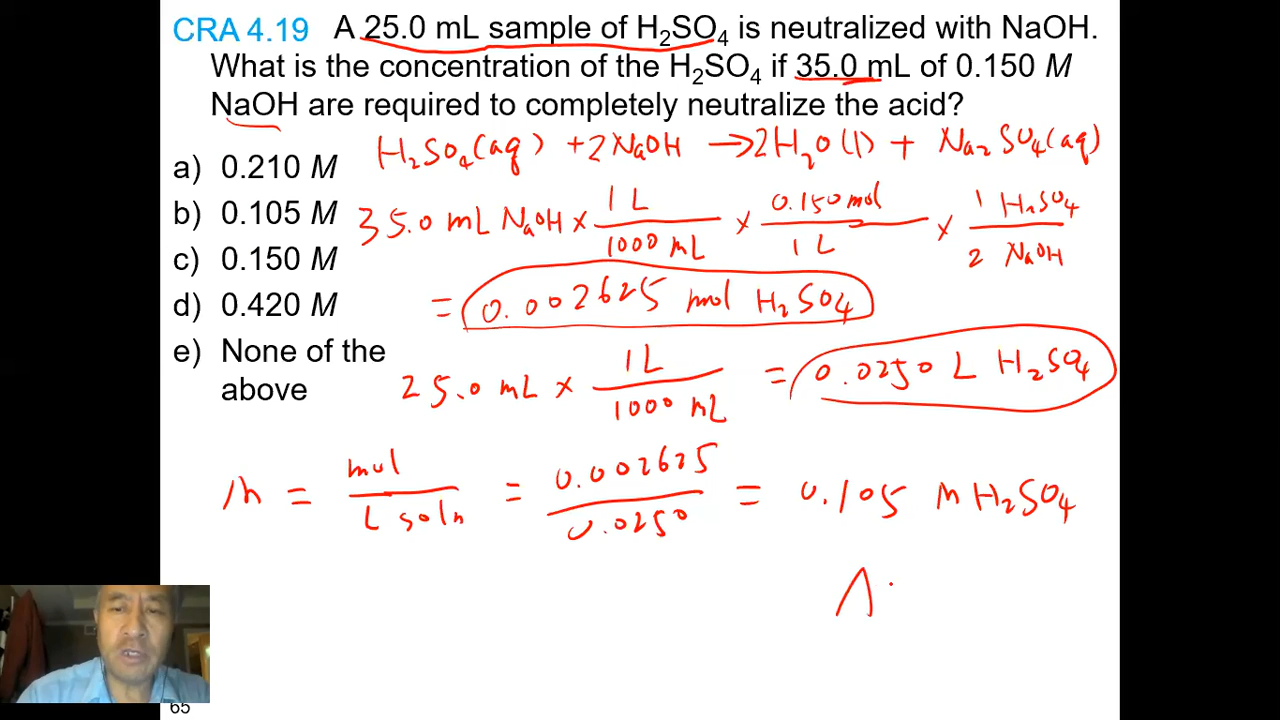 CRA 4.19 A 25.0 mL sample of H₂SO₄ is neutralized with NaOH.
What is the concentration of the H₂SO₄ if 35.0 mL of 0.150 M
NaOH are required to completely neutralize the acid?
H₂SO₄(aq) + 2NaOH → 2H₂O(l) + Na₂SO₄(aq)
a) 0.210 M
b) 0.105 M
c) 0.150 M
d) 0.420 M
e) None of the
above
35.0 mL NaOH × 1 L / 1000 mL × 0.150 mol / 1 L × 1 H₂SO₄ / 2 NaOH
= 0.002625 mol H₂SO₄
25.0 mL × 1L / 1000 mL = 0.0250 L H₂SO₄
M = mol / L soln = 0.002625 / 0.0250 = 0.105 M H₂SO₄
65